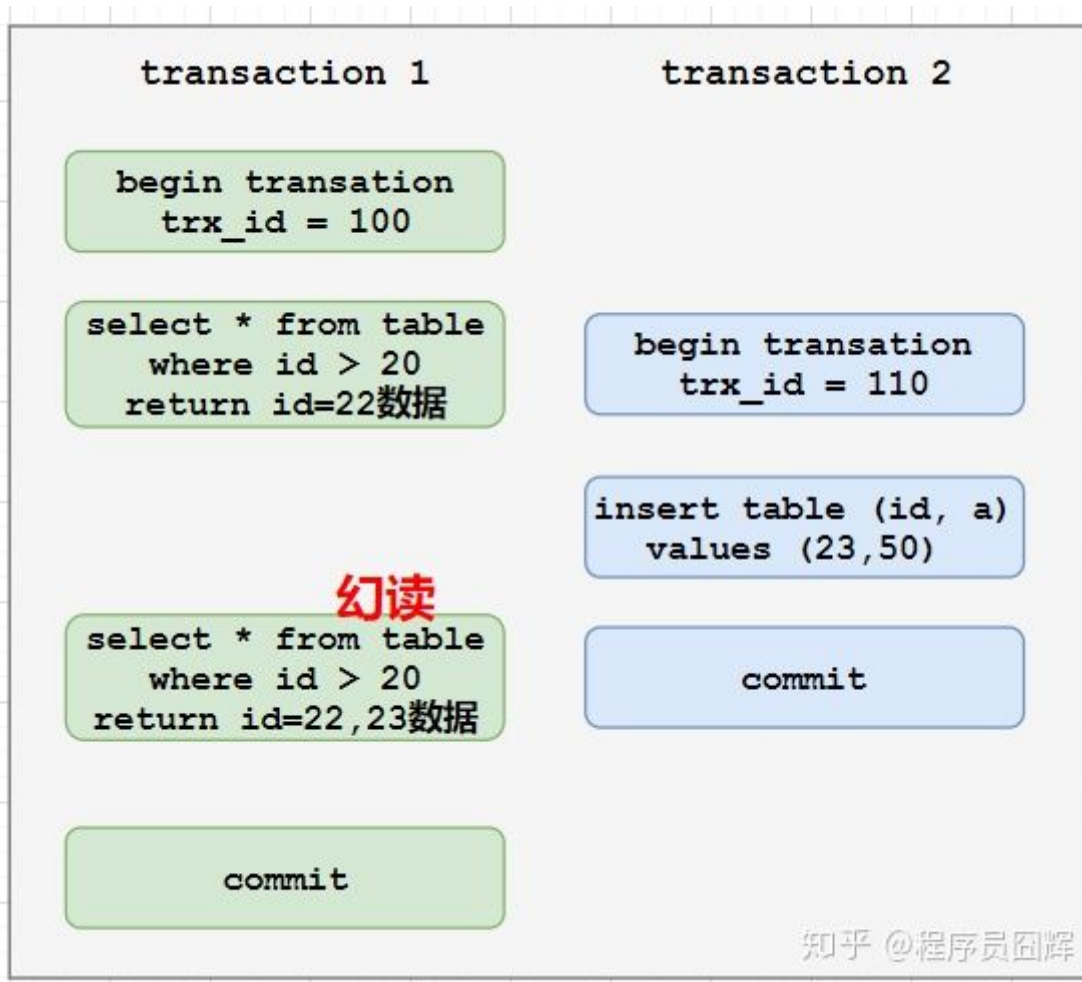 transaction 1
transaction 2
begin transation
trx_id = 100
select * from table
where id > 20
return id=22数据
begin transation
trx_id = 110
insert table (id, a)
values (23,50)
幻读
select * from table
where id > 20
return id=22,23数据
commit
commit
知乎 @程序员囧辉